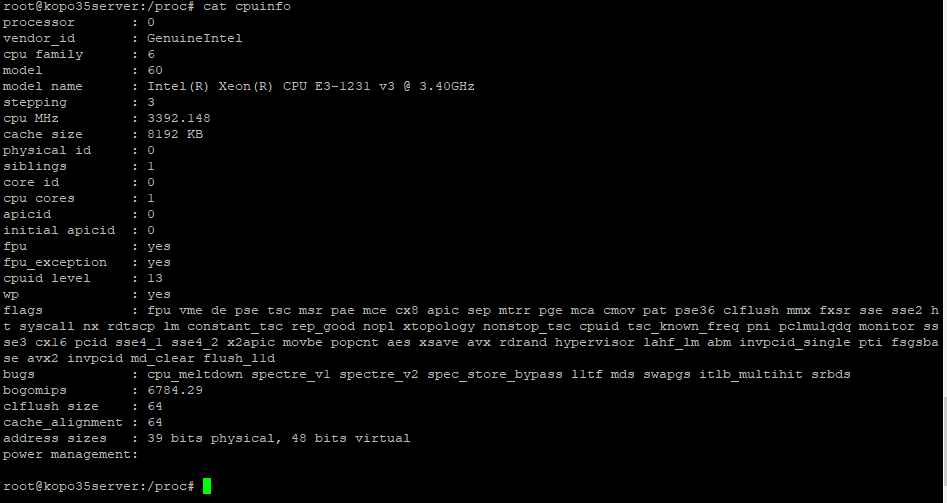 root@kopo35server:/proc# cat cpuinfo
processor       : 0
vendor_id       : GenuineIntel
cpu family      : 6
model           : 60
model name      : Intel(R) Xeon(R) CPU E3-1231 v3 @ 3.40GHz
stepping        : 3
cpu MHz         : 3392.148
cache size      : 8192 KB
physical id     : 0
siblings        : 1
core id         : 0
cpu cores       : 1
apicid          : 0
initial apicid  : 0
fpu             : yes
fpu_exception   : yes
cpuid level     : 13
wp              : yes
flags           : fpu vme de pse tsc msr pae mce cx8 apic sep mtrr pge mca cmov pat pse36 clflush mmx fxsr sse sse2 h
t syscall nx rdtscp lm constant_tsc rep_good nopl xtopology nonstop_tsc cpuid tsc_known_freq pni pclmulqdq monitor ss
se3 cx16 pcid sse4_1 sse4_2 x2apic movbe popcnt aes xsave avx rdrand hypervisor lahf_lm abm invpcid_single pti fsgsba
se avx2 invpcid md_clear flush_l1d
bugs            : cpu_meltdown spectre_v1 spectre_v2 spec_store_bypass l1tf mds swapgs itlb_multihit srbds
bogomips        : 6784.29
clflush size    : 64
cache_alignment : 64
address sizes   : 39 bits physical, 48 bits virtual
power management:
root@kopo35server:/proc#